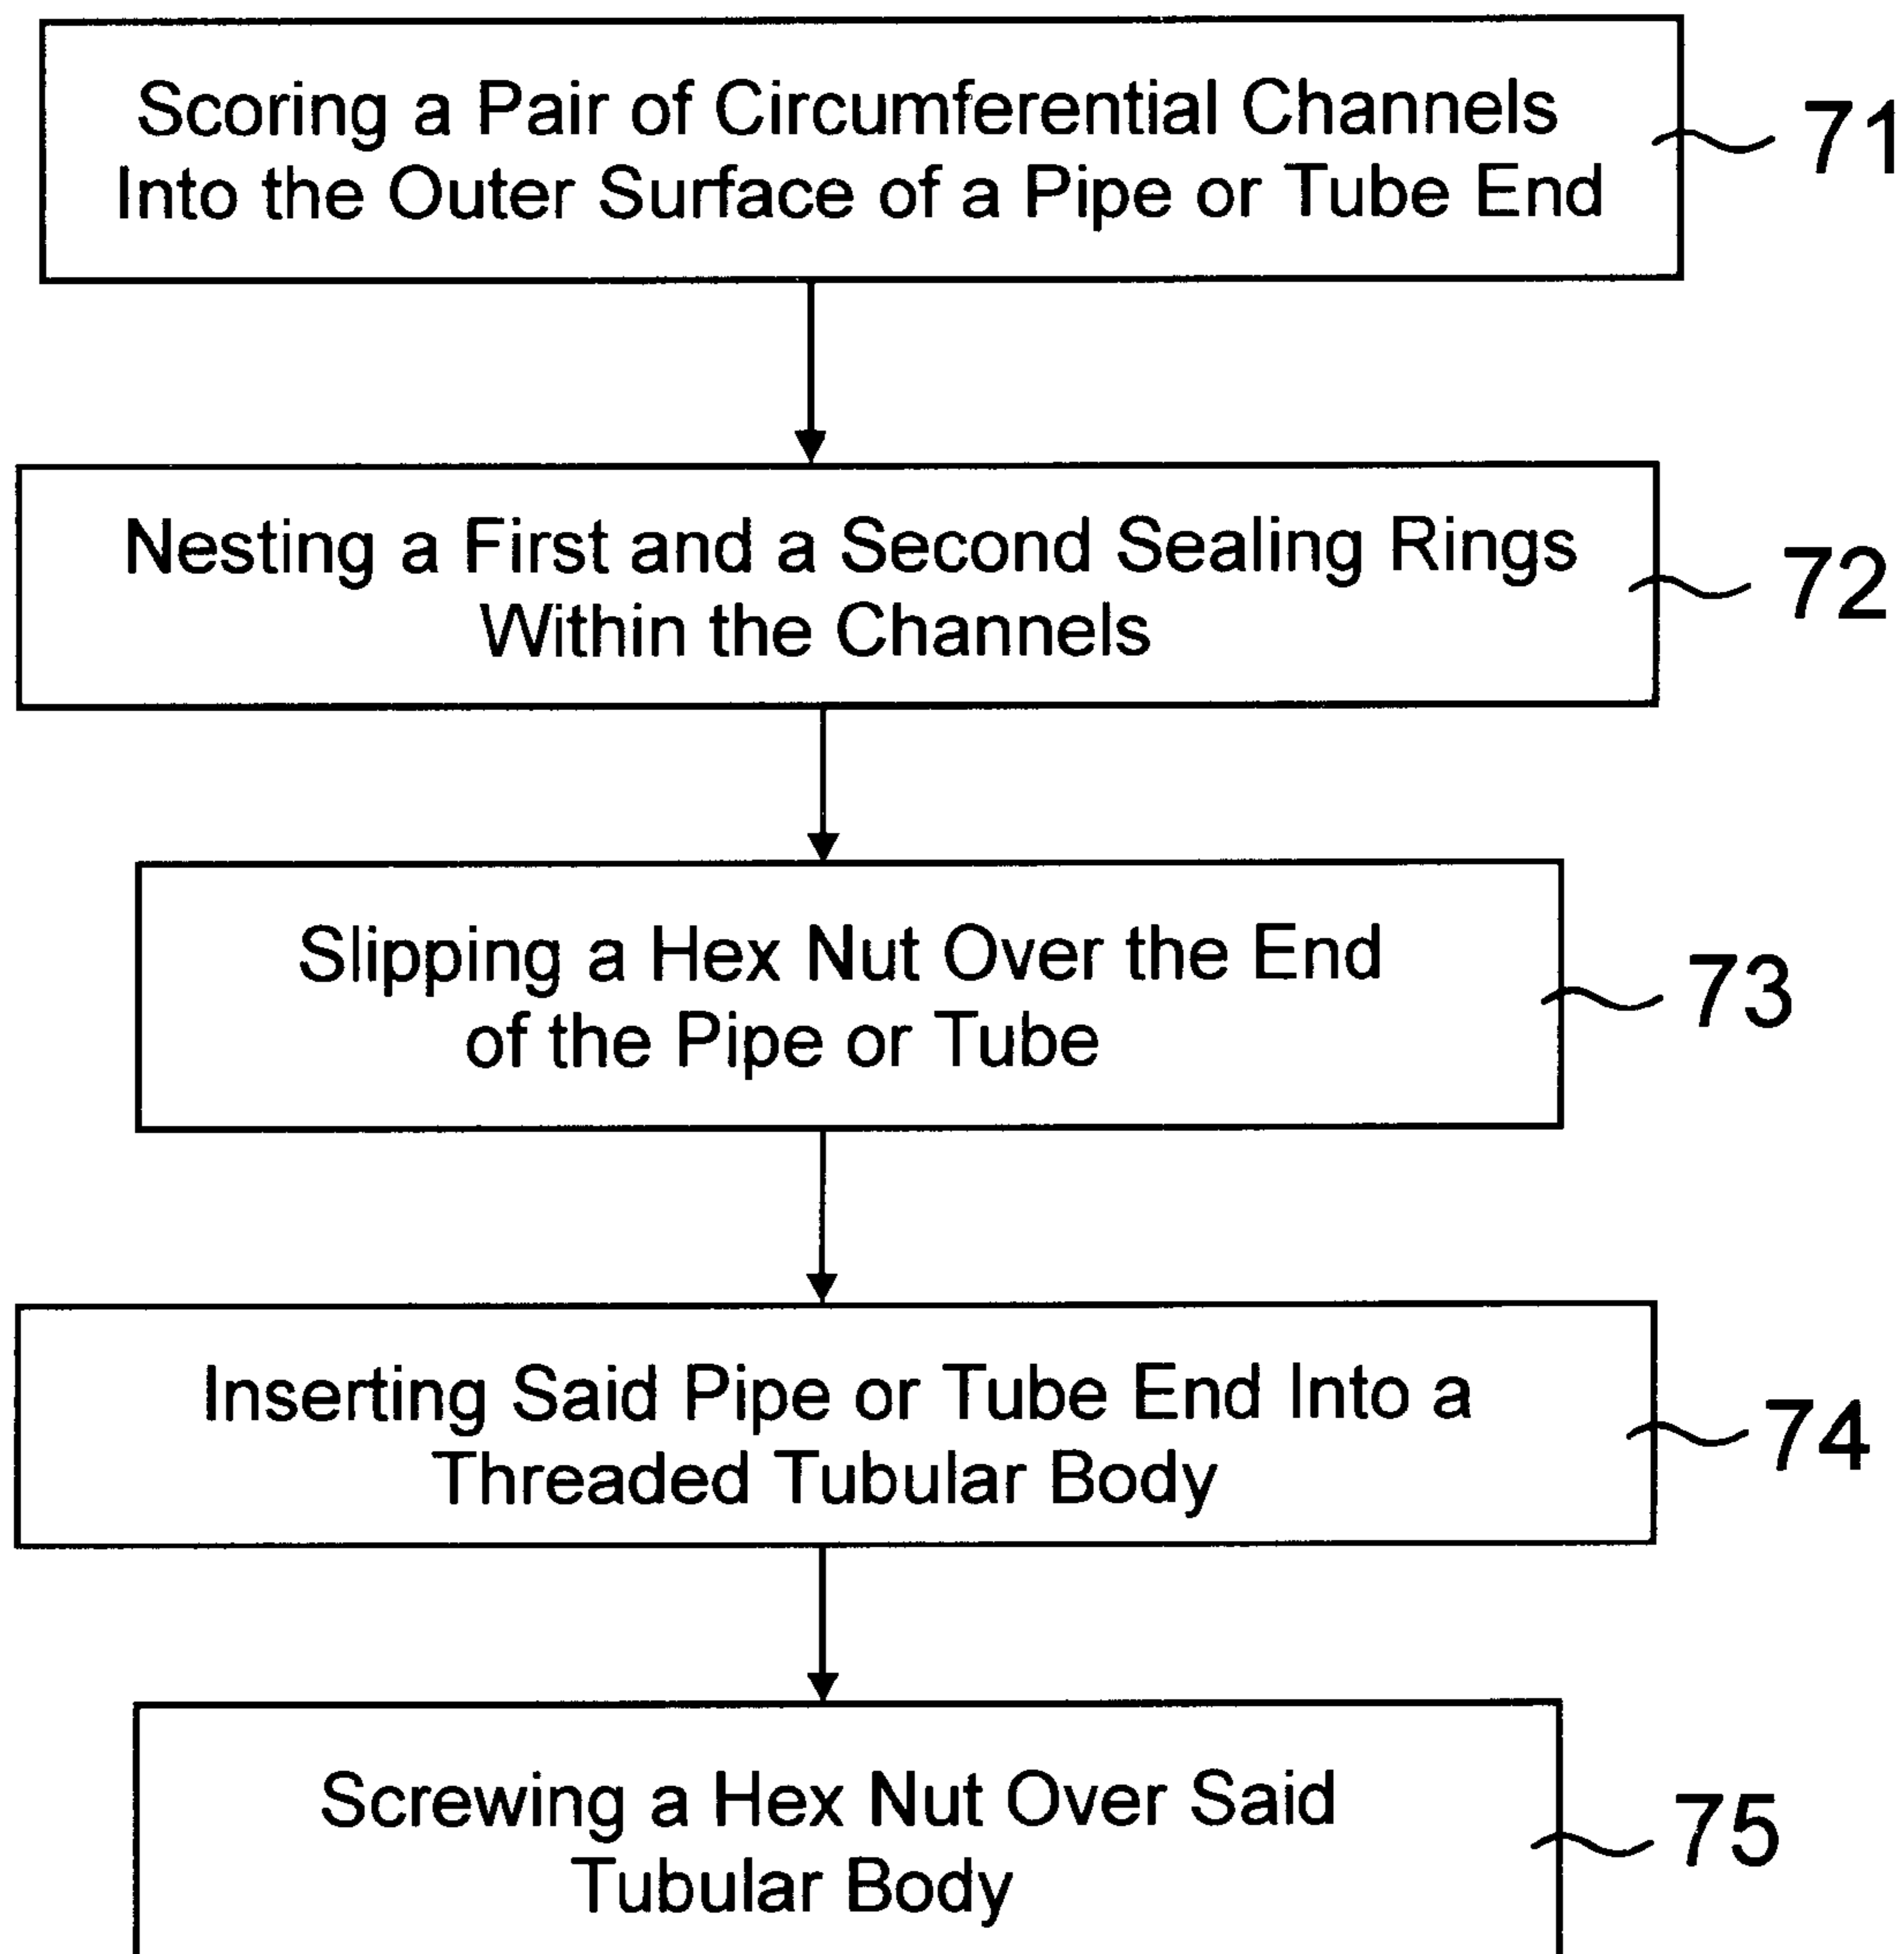 Scoring a Pair of Circumferential Channels
Into the Outer Surface of a Pipe or Tube End
71
Nesting a First and a Second Sealing Rings
Within the Channels
72
Slipping a Hex Nut Over the End
of the Pipe or Tube
73
Inserting Said Pipe or Tube End Into a
Threaded Tubular Body
74
Screwing a Hex Nut Over Said
Tubular Body
75